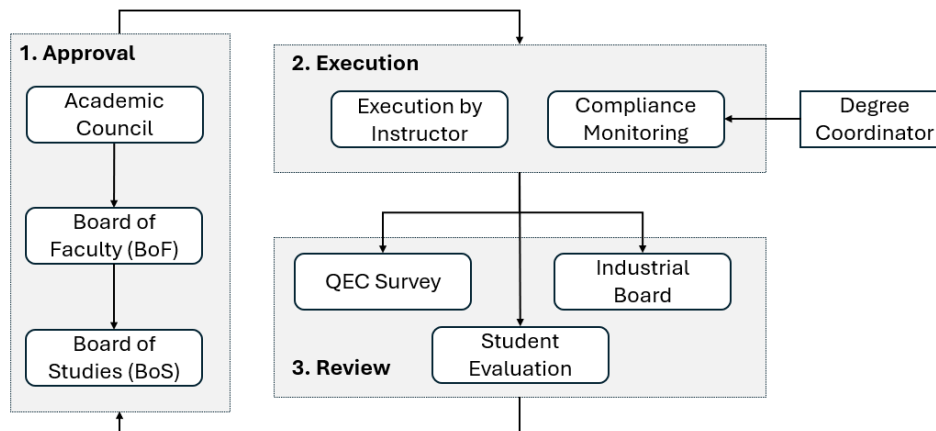 1. Approval
Academic
Council
Board of
Faculty (BoF)
Board of
Studies (BoS)
2. Execution
Execution by
Instructor
Compliance
Monitoring
Degree
Coordinator
QEC Survey
Industrial
Board
Student
Evaluation
3. Review